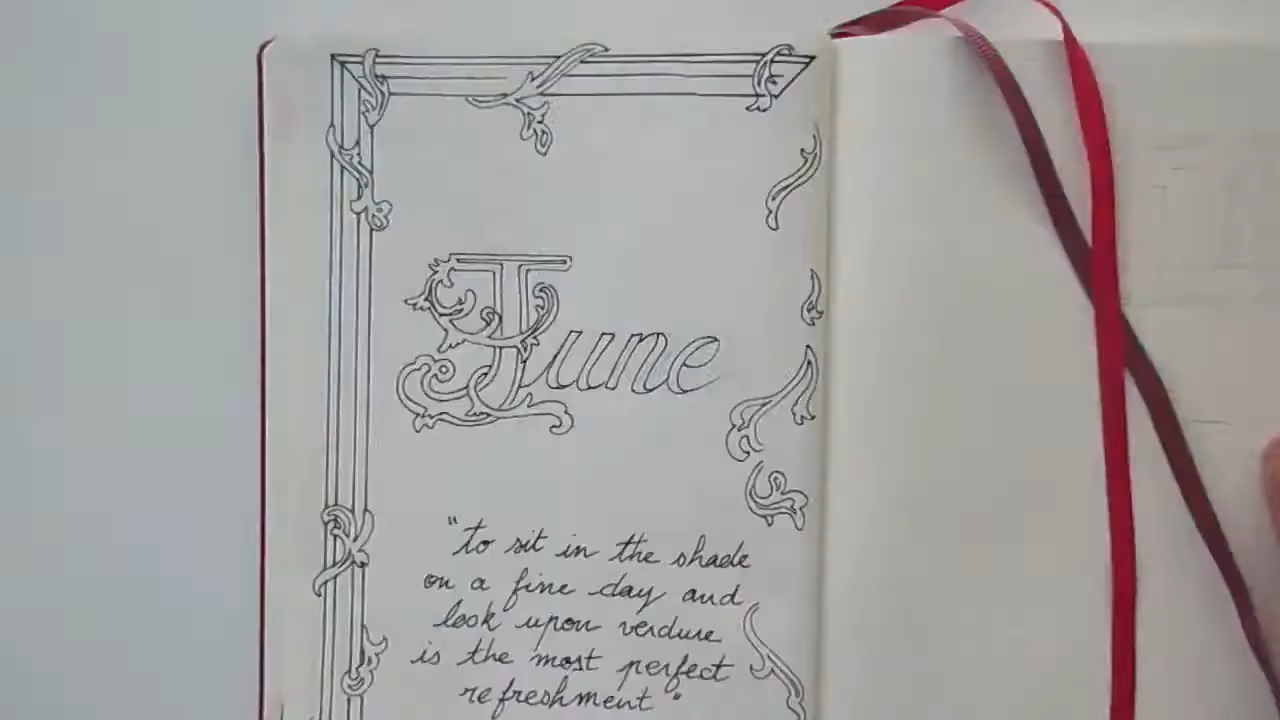 June
"to sit in the shade
on a fine day and
look upon verdure
is the most perfect
refreshment"